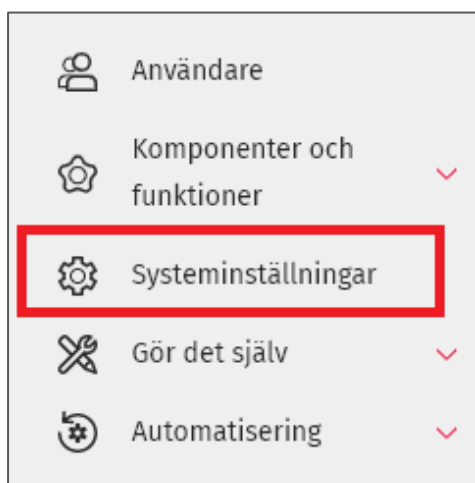 Användare
Komponenter och
funktioner
Systeminställningar
Gör det själv
Automatisering